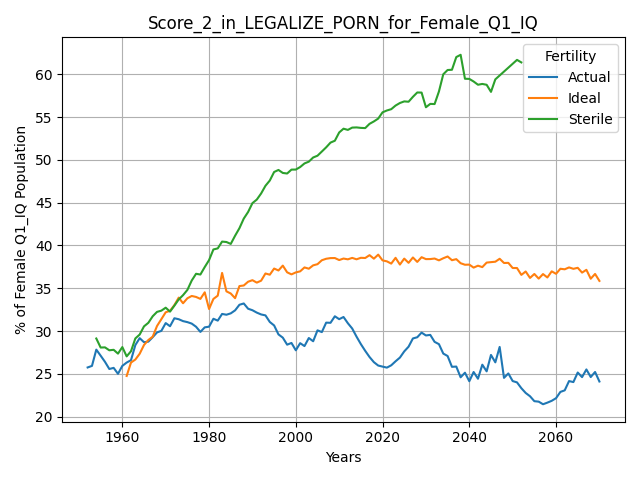 Score_2_in_LEGALIZE_PORN_for_Female_Q1_IQ
% of Female Q1_IQ Population
60
55
50
45
40
35
30
25
20
Fertility
Actual
Ideal
Sterile
1960 1980 2000 2020 2040 2060
Years